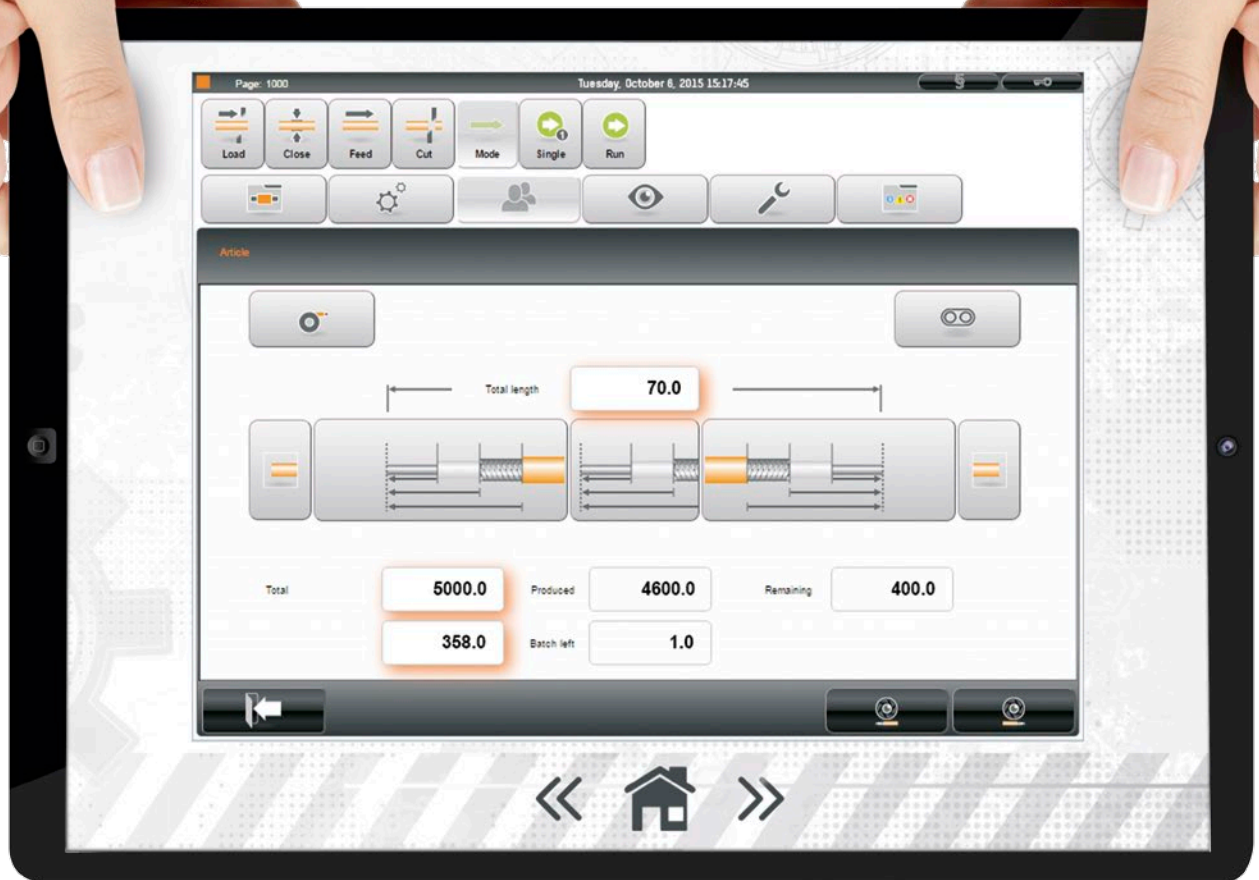 Page: 1000
Tuesday, October 6, 2015 15:17:45
Load
Close
Feed
Cut
Mode
Single
Run
Article
Total length
70.0
Total
5000.0
Produced
4600.0
Remaining
400.0
358.0
Batch left
1.0